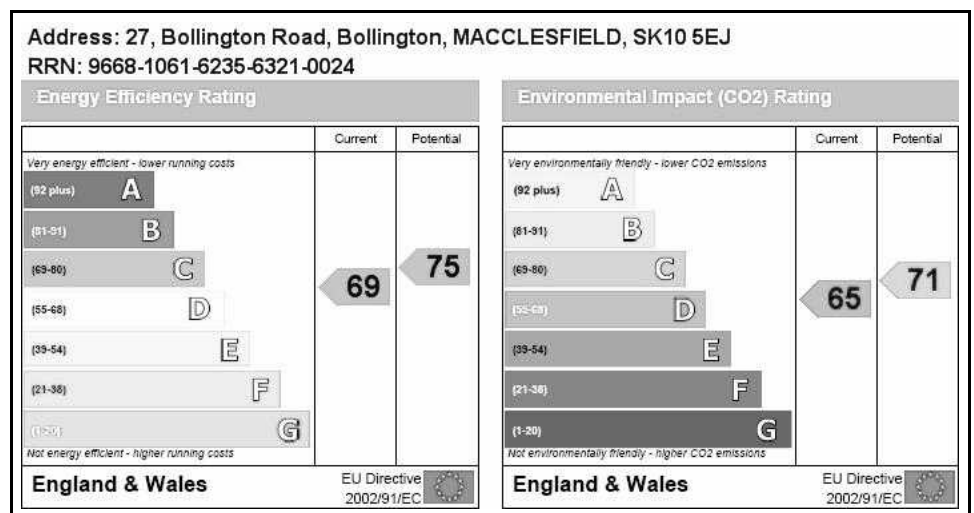 Address: 27, Bollington Road, Bollington, MACCLESFIELD, SK10 5EJ
RRN: 9668-1061-6235-6321-0024
Energy Efficiency Rating
Current Potential
Very energy efficient - lower running costs
(92 plus) A
(81-91) B
(69-80) C
(55-68) D
(39-54) E
(21-38) F
(1-20) G
69
75
Not energy efficient - higher running costs
England & Wales
EU Directive
2002/91/EC
Environmental Impact (CO2) Rating
Current Potential
Very environmentally friendly - lower CO2 emissions
(92 plus) A
(81-91) B
(69-80) C
(55-68) D
(39-54) E
(21-38) F
(1-20) G
65
71
Not environmentally friendly - higher CO2 emissions
England & Wales
EU Directive
2002/91/EC